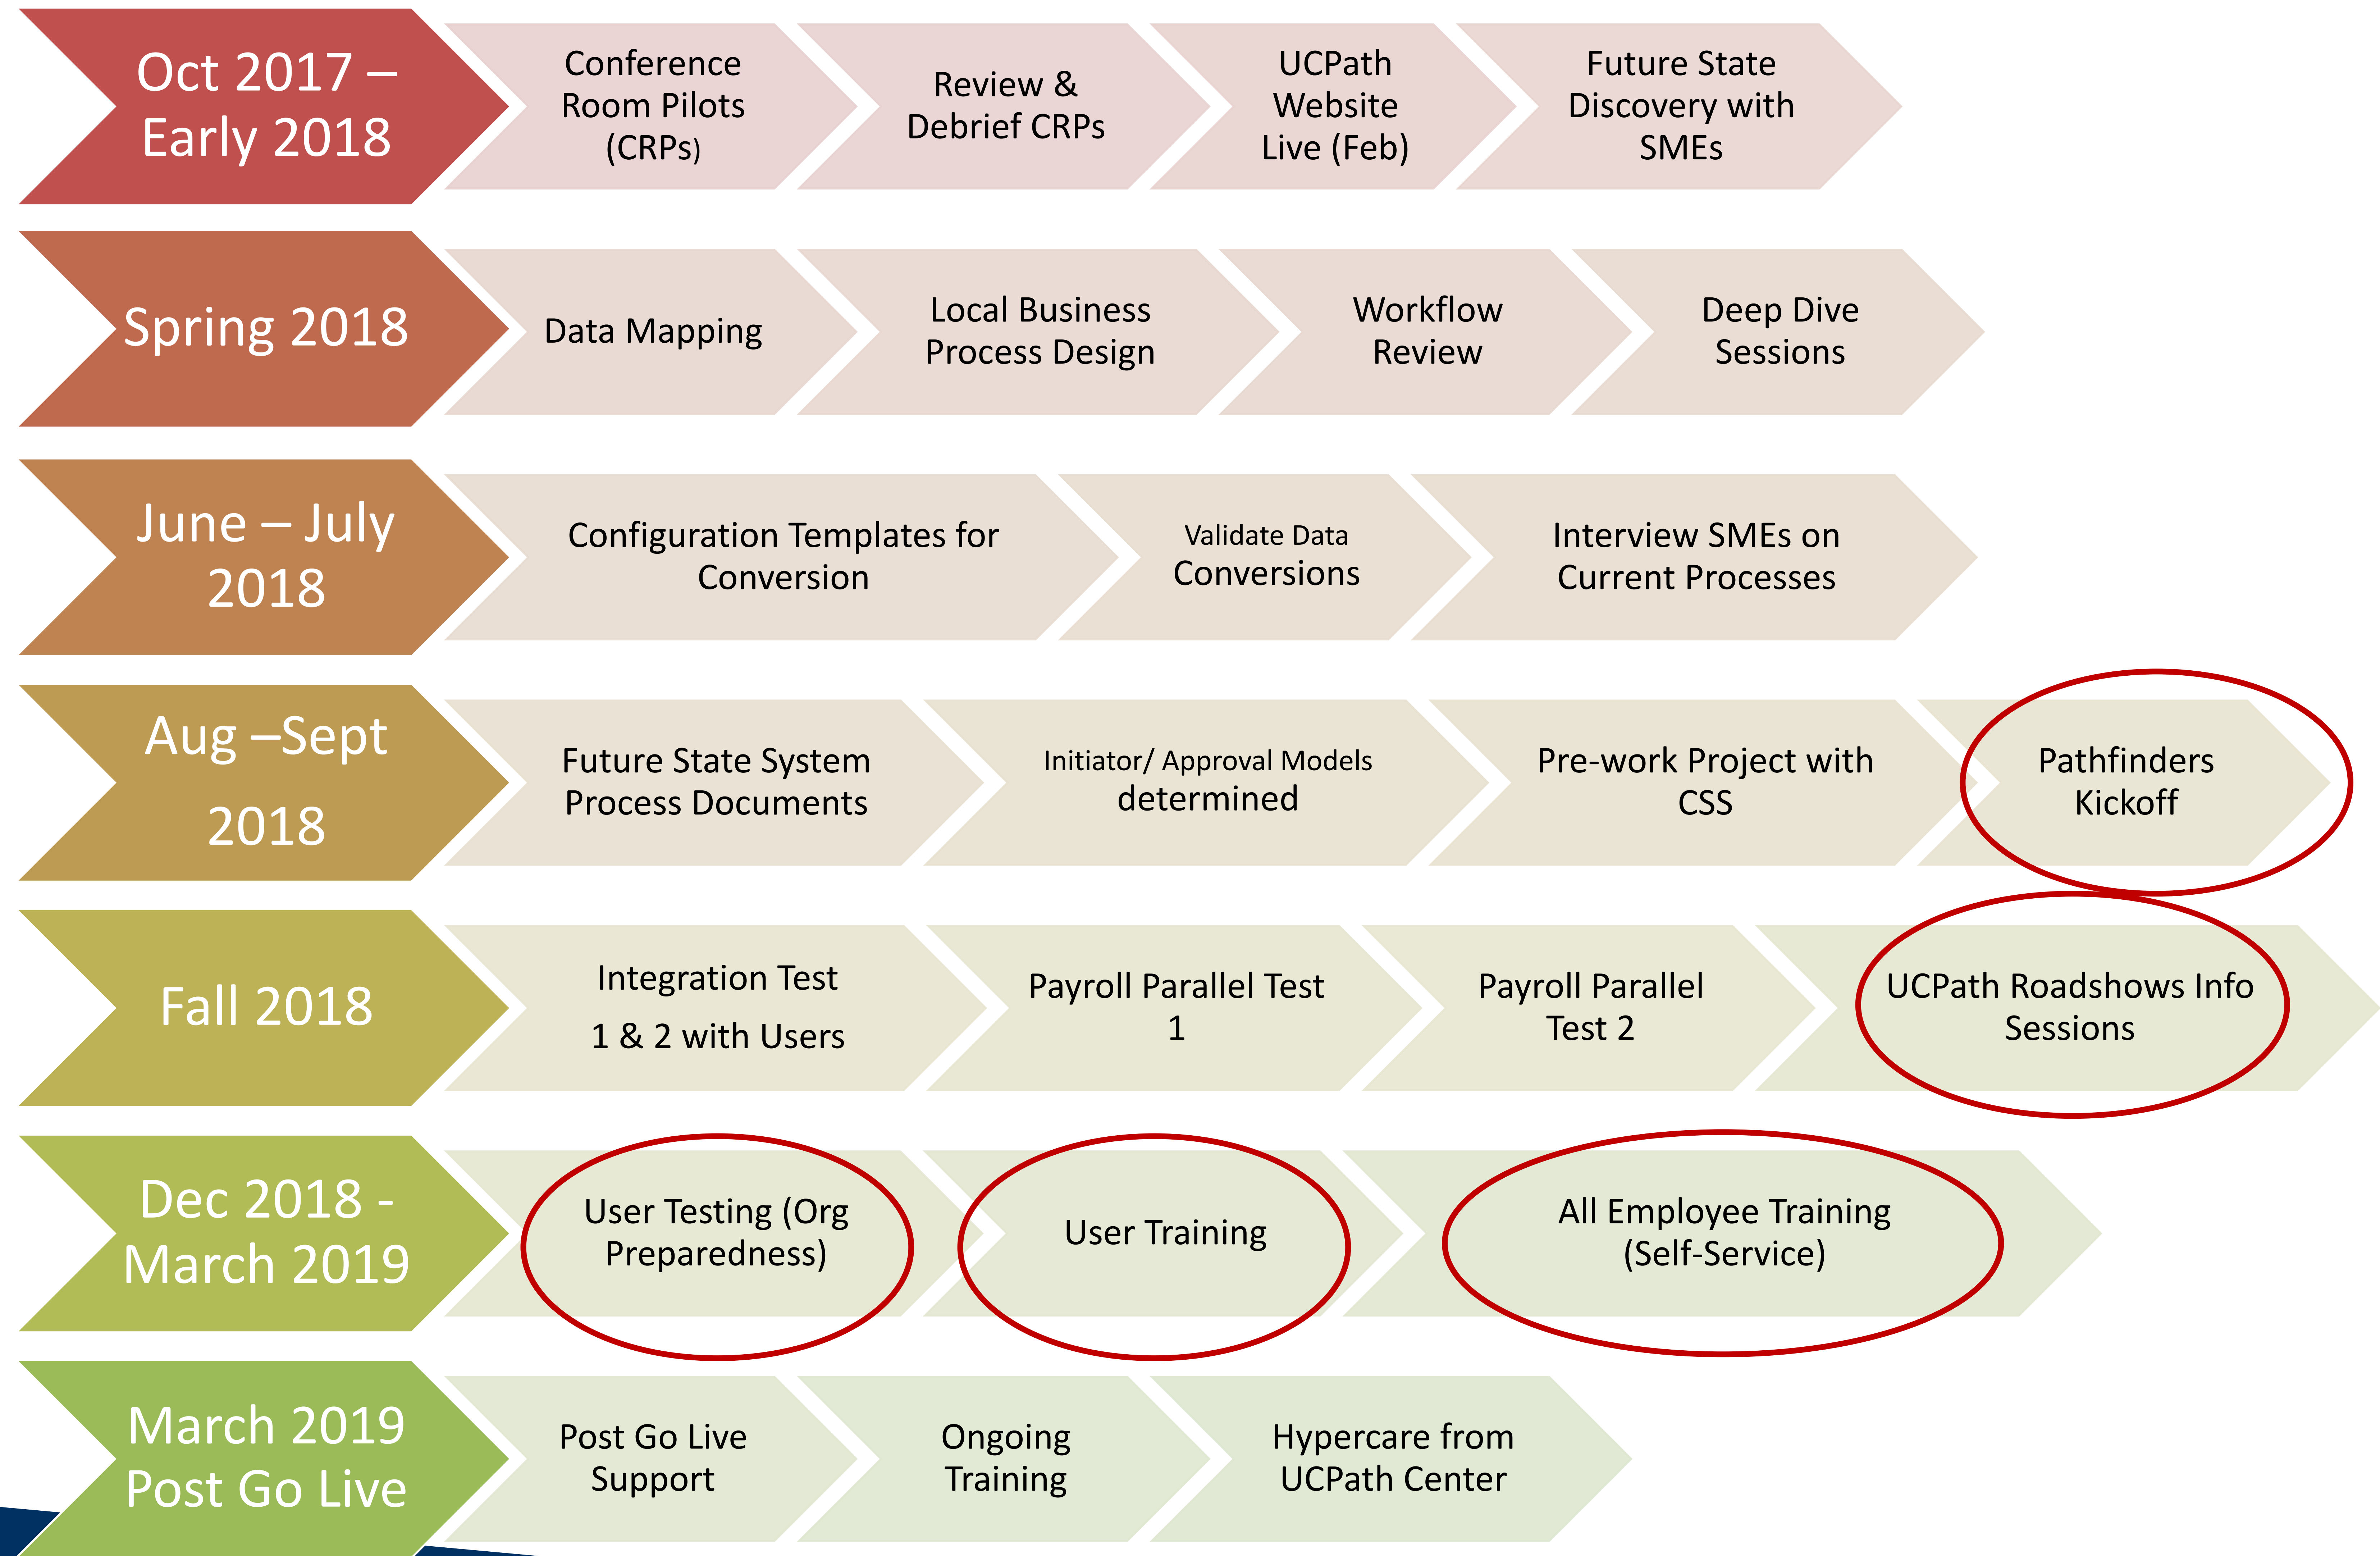 Oct 2017 –
Early 2018
Conference
Room Pilots
(CRPs)
Review &
Debrief CRPs
UCPath
Website
Live (Feb)
Future State
Discovery with
SMEs
Spring 2018
Data Mapping
Local Business
Process Design
Workflow
Review
Deep Dive
Sessions
June – July
2018
Configuration Templates for
Conversion
Validate Data
Conversions
Interview SMEs on
Current Processes
Aug –Sept
2018
Future State System
Process Documents
Initiator/ Approval Models
determined
Pre-work Project with
CSS
Pathfinders
Kickoff
Fall 2018
Integration Test
1 & 2 with Users
Payroll Parallel Test
1
Payroll Parallel
Test 2
UCPath Roadshows Info
Sessions
Dec 2018 -
March 2019
User Testing (Org
Preparedness)
User Training
All Employee Training
(Self-Service)
March 2019
Post Go Live
Post Go Live
Support
Ongoing
Training
Hypercare from
UCPath Center